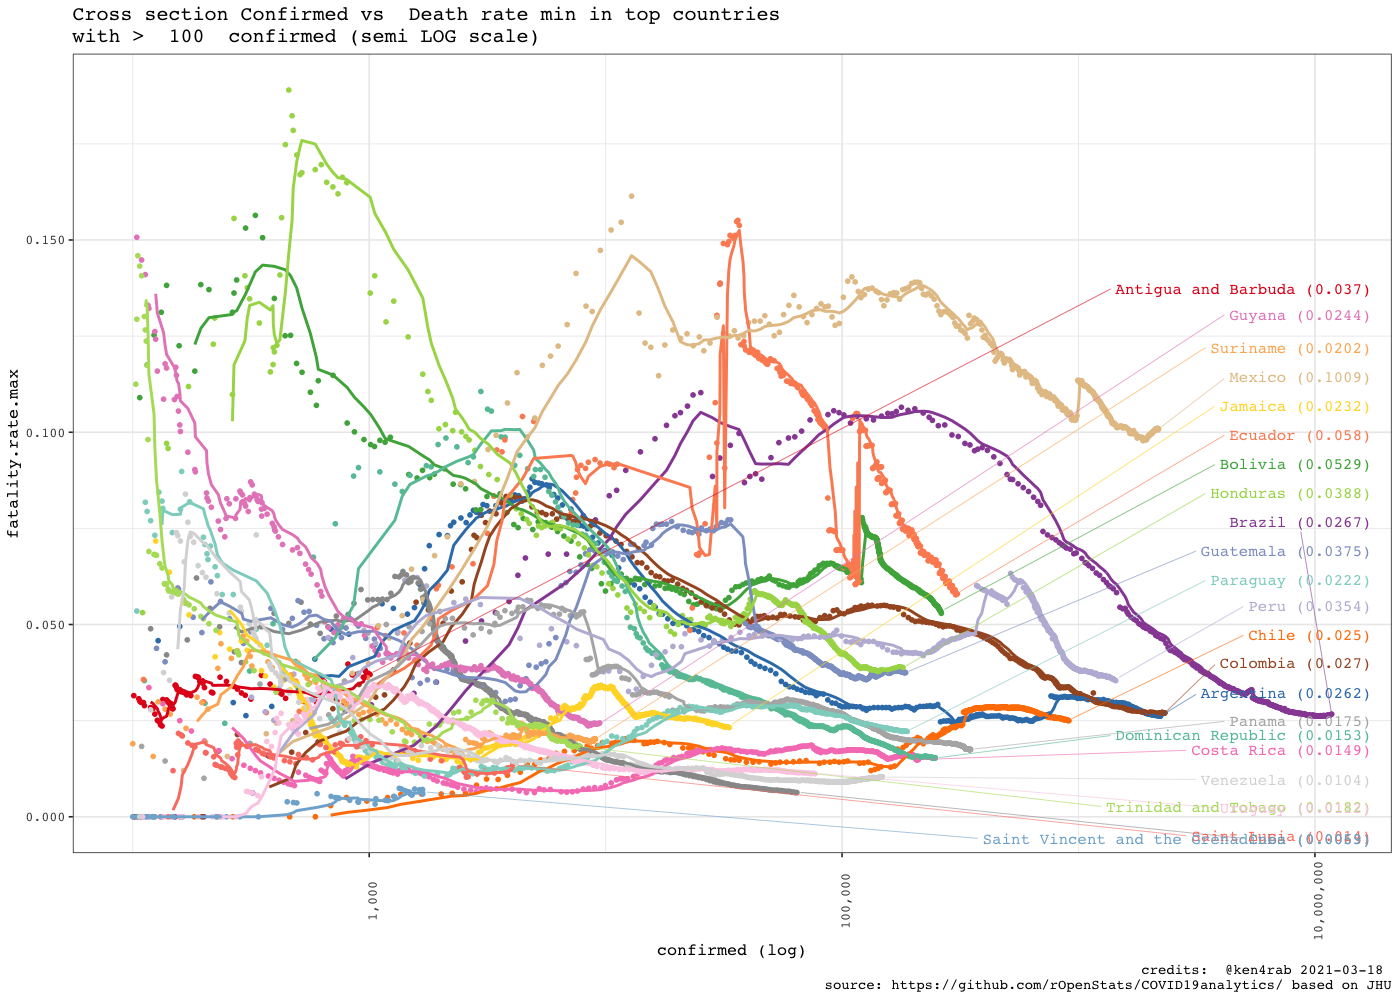 Cross section Confirmed vs  Death rate min in top countries
with >  100  confirmed (semi LOG scale)
fatality.rate.max
0.150
0.100
0.050
0.000
Antigua and Barbuda (0.037)
Guyana (0.0244)
Suriname (0.0202)
Mexico (0.1009)
Jamaica (0.0232)
Ecuador (0.058)
Bolivia (0.0529)
Honduras (0.0388)
Brazil (0.0267)
Guatemala (0.0375)
Paraguay (0.0222)
Peru (0.0354)
Chile (0.025)
Colombia (0.027)
Argentina (0.0262)
Panama (0.0175)
Dominican Republic (0.0153)
Costa Rica (0.0149)
Venezuela (0.0104)
Trinidad and Tobago (0.0182)
Saint Lucia (0.014)
Saint Vincent and the Grenadines
1,000
100,000
10,000,000
confirmed (log)
credits:  @ken4rab 2021-03-18
source: https://github.com/rOpenStats/COVID19analytics/ based on JHU